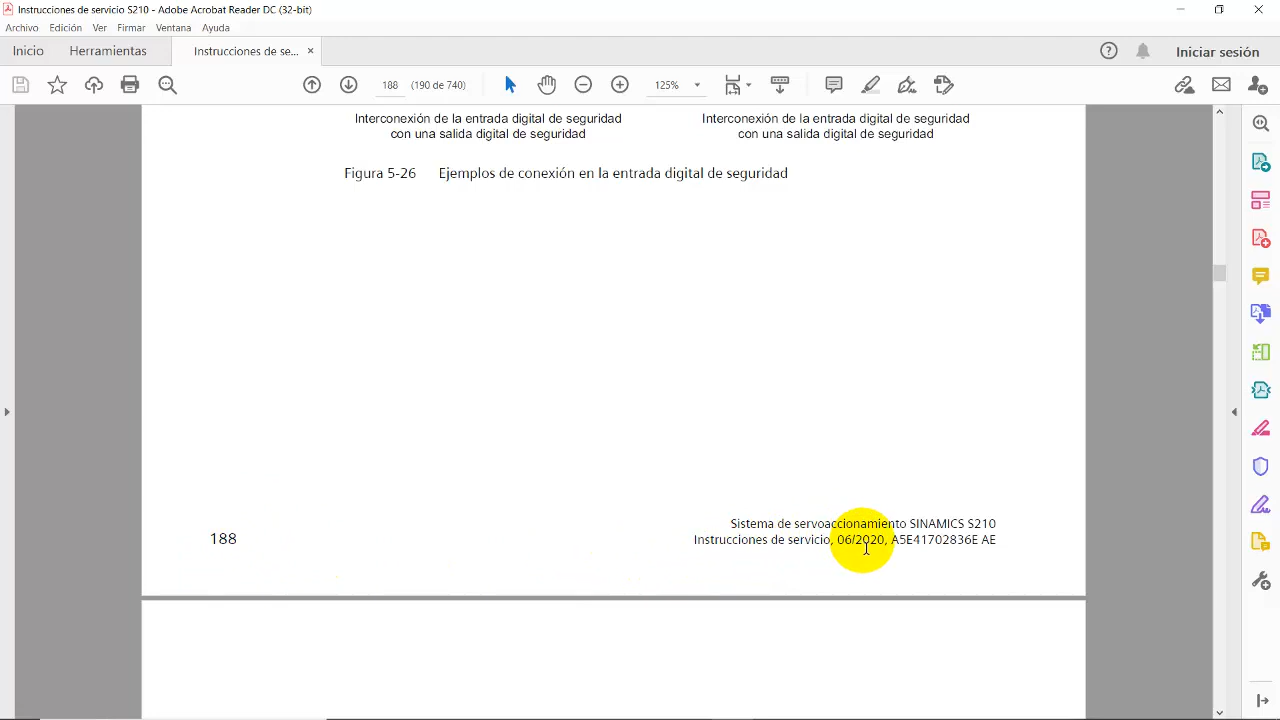 Instrucciones de servicio S210 - Adobe Acrobat Reader DC (32-bit)
Archivo Edición Ver Firmar Ventana Ayuda
Inicio Herramientas Instrucciones de se... × Iniciar sesión
188 (190 de 740) 125%
Interconexión de la entrada digital de seguridad Interconexión de la entrada digital de seguridad
con una salida digital de seguridad con una salida digital de seguridad
Figura 5-26 Ejemplos de conexión en la entrada digital de seguridad
Sistema de servoaccionamiento SINAMICS S210
188 Instrucciones de servicio, 06/2020, A5E41702836E AE